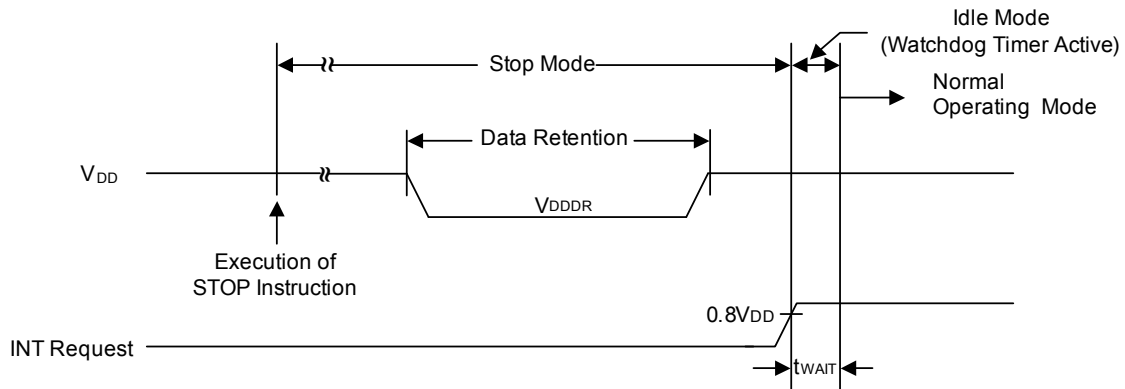 Idle Mode
(Watchdog Timer Active)
Stop Mode
Normal
Operating Mode
Data Retention
VDD
VDDDR
Execution of
STOP Instruction
0.8VDD
INT Request
tWAIT